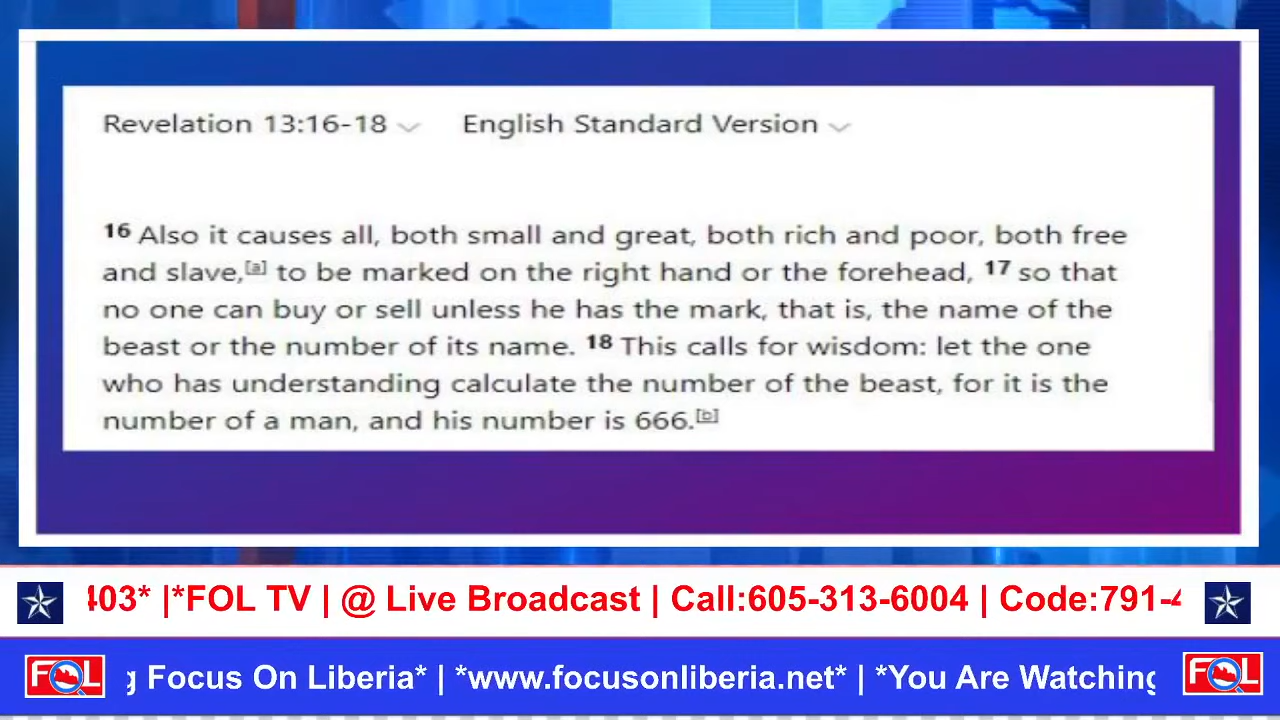 Revelation 13:16-18 English Standard Version
16 Also it causes all, both small and great, both rich and poor, both free
and slave,[a] to be marked on the right hand or the forehead, 17 so that
no one can buy or sell unless he has the mark, that is, the name of the
beast or the number of its name. 18 This calls for wisdom: let the one
who has understanding calculate the number of the beast, for it is the
number of a man, and his number is 666.[b]
403* |*FOL TV | @ Live Broadcast | Call:605-313-6004 | Code:791-4
FOL g Focus On Liberia* | *www.focusonliberia.net* | *You Are Watching FOL